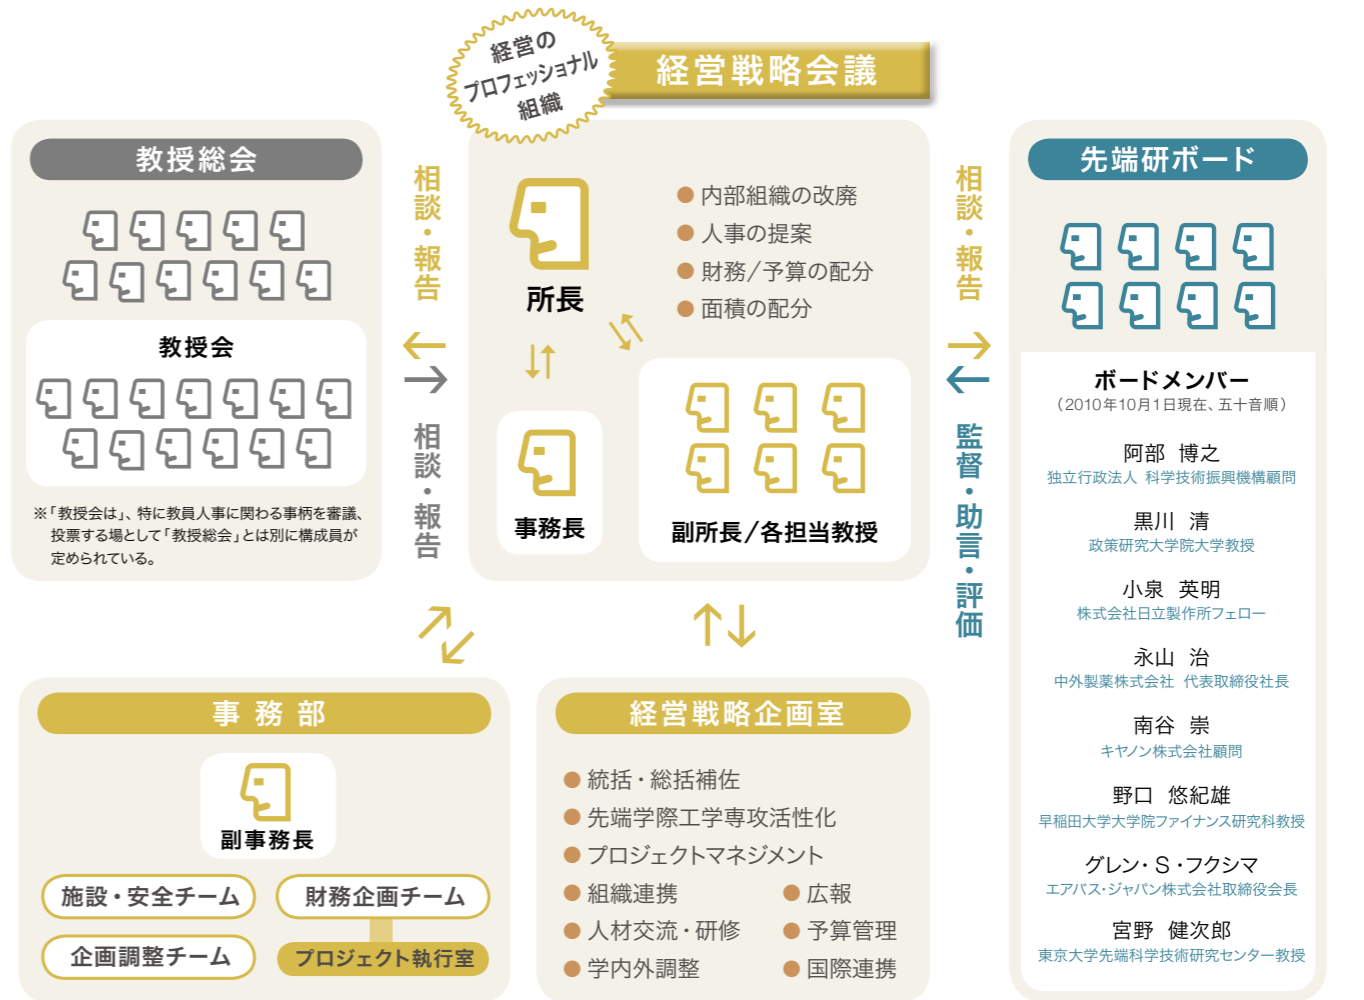 経営の
プロフェッショナル
組織
経営戦略会議
教授総会
教授会
※「教授会は」、特に教員人事に関わる事柄を審議、
投票する場として「教授総会」とは別に構成員が
定められている。
相談・報告
相談・報告
所長
内部組織の改廃
人事の提案
財務/予算の配分
面積の配分
事務長
副所長/各担当教授
相談・報告
監督・助言・評価
先端研ボード
ボードメンバー
（2010年10月1日現在、五十音順）
阿部 博之
独立行政法人 科学技術振興機構顧問
黒川 清
政策研究大学院大学教授
小泉 英明
株式会社日立製作所フェロー
永山 治
中外製薬株式会社 代表取締役社長
南谷 崇
キヤノン株式会社顧問
野口 悠紀雄
早稲田大学大学院ファイナンス研究科教授
グレン・S・フクシマ
エアバス・ジャパン株式会社取締役会長
宮野 健次郎
東京大学先端科学技術研究センター教授
事務部
副事務長
施設・安全チーム
財務企画チーム
企画調整チーム
プロジェクト執行室
経営戦略企画室
統括・総括補佐
先端学際工学専攻活性化
プロジェクトマネジメント
組織連携
広報
人材交流・研修
予算管理
学内外調整
国際連携